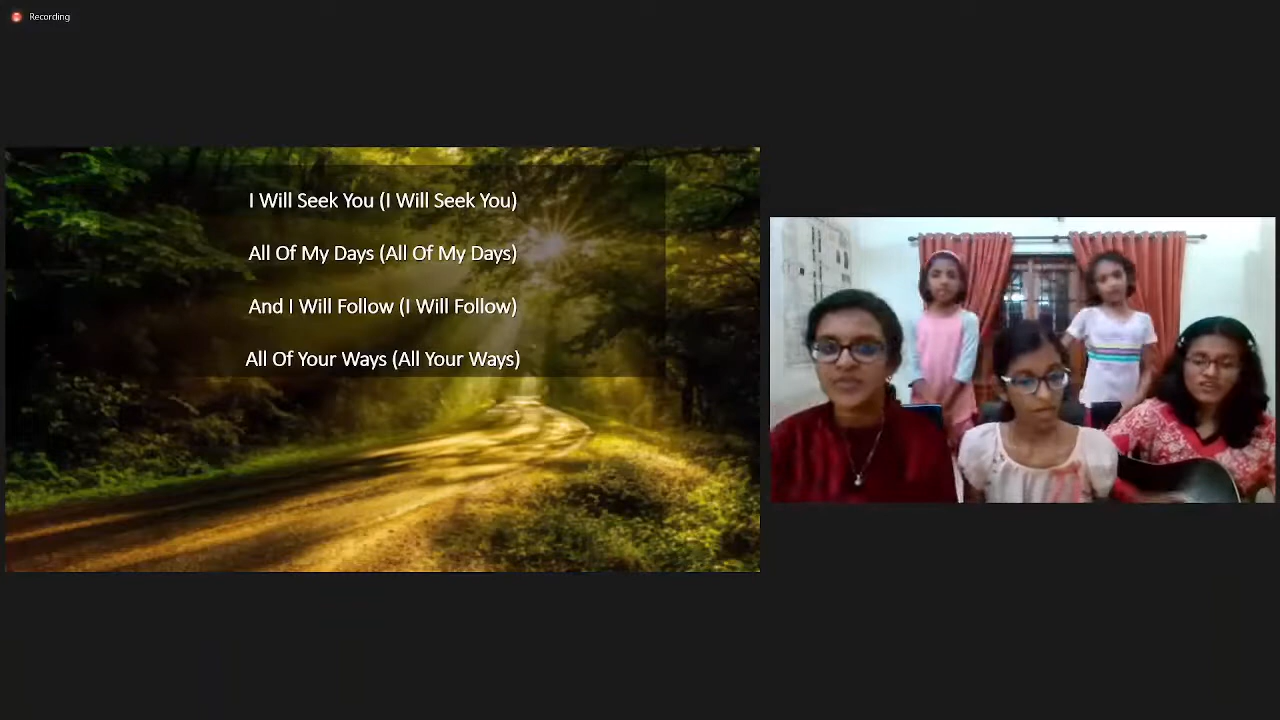 Recording
I Will Seek You (I Will Seek You)
All Of My Days (All Of My Days)
And I Will Follow (I Will Follow)
All Of Your Ways (All Your Ways)